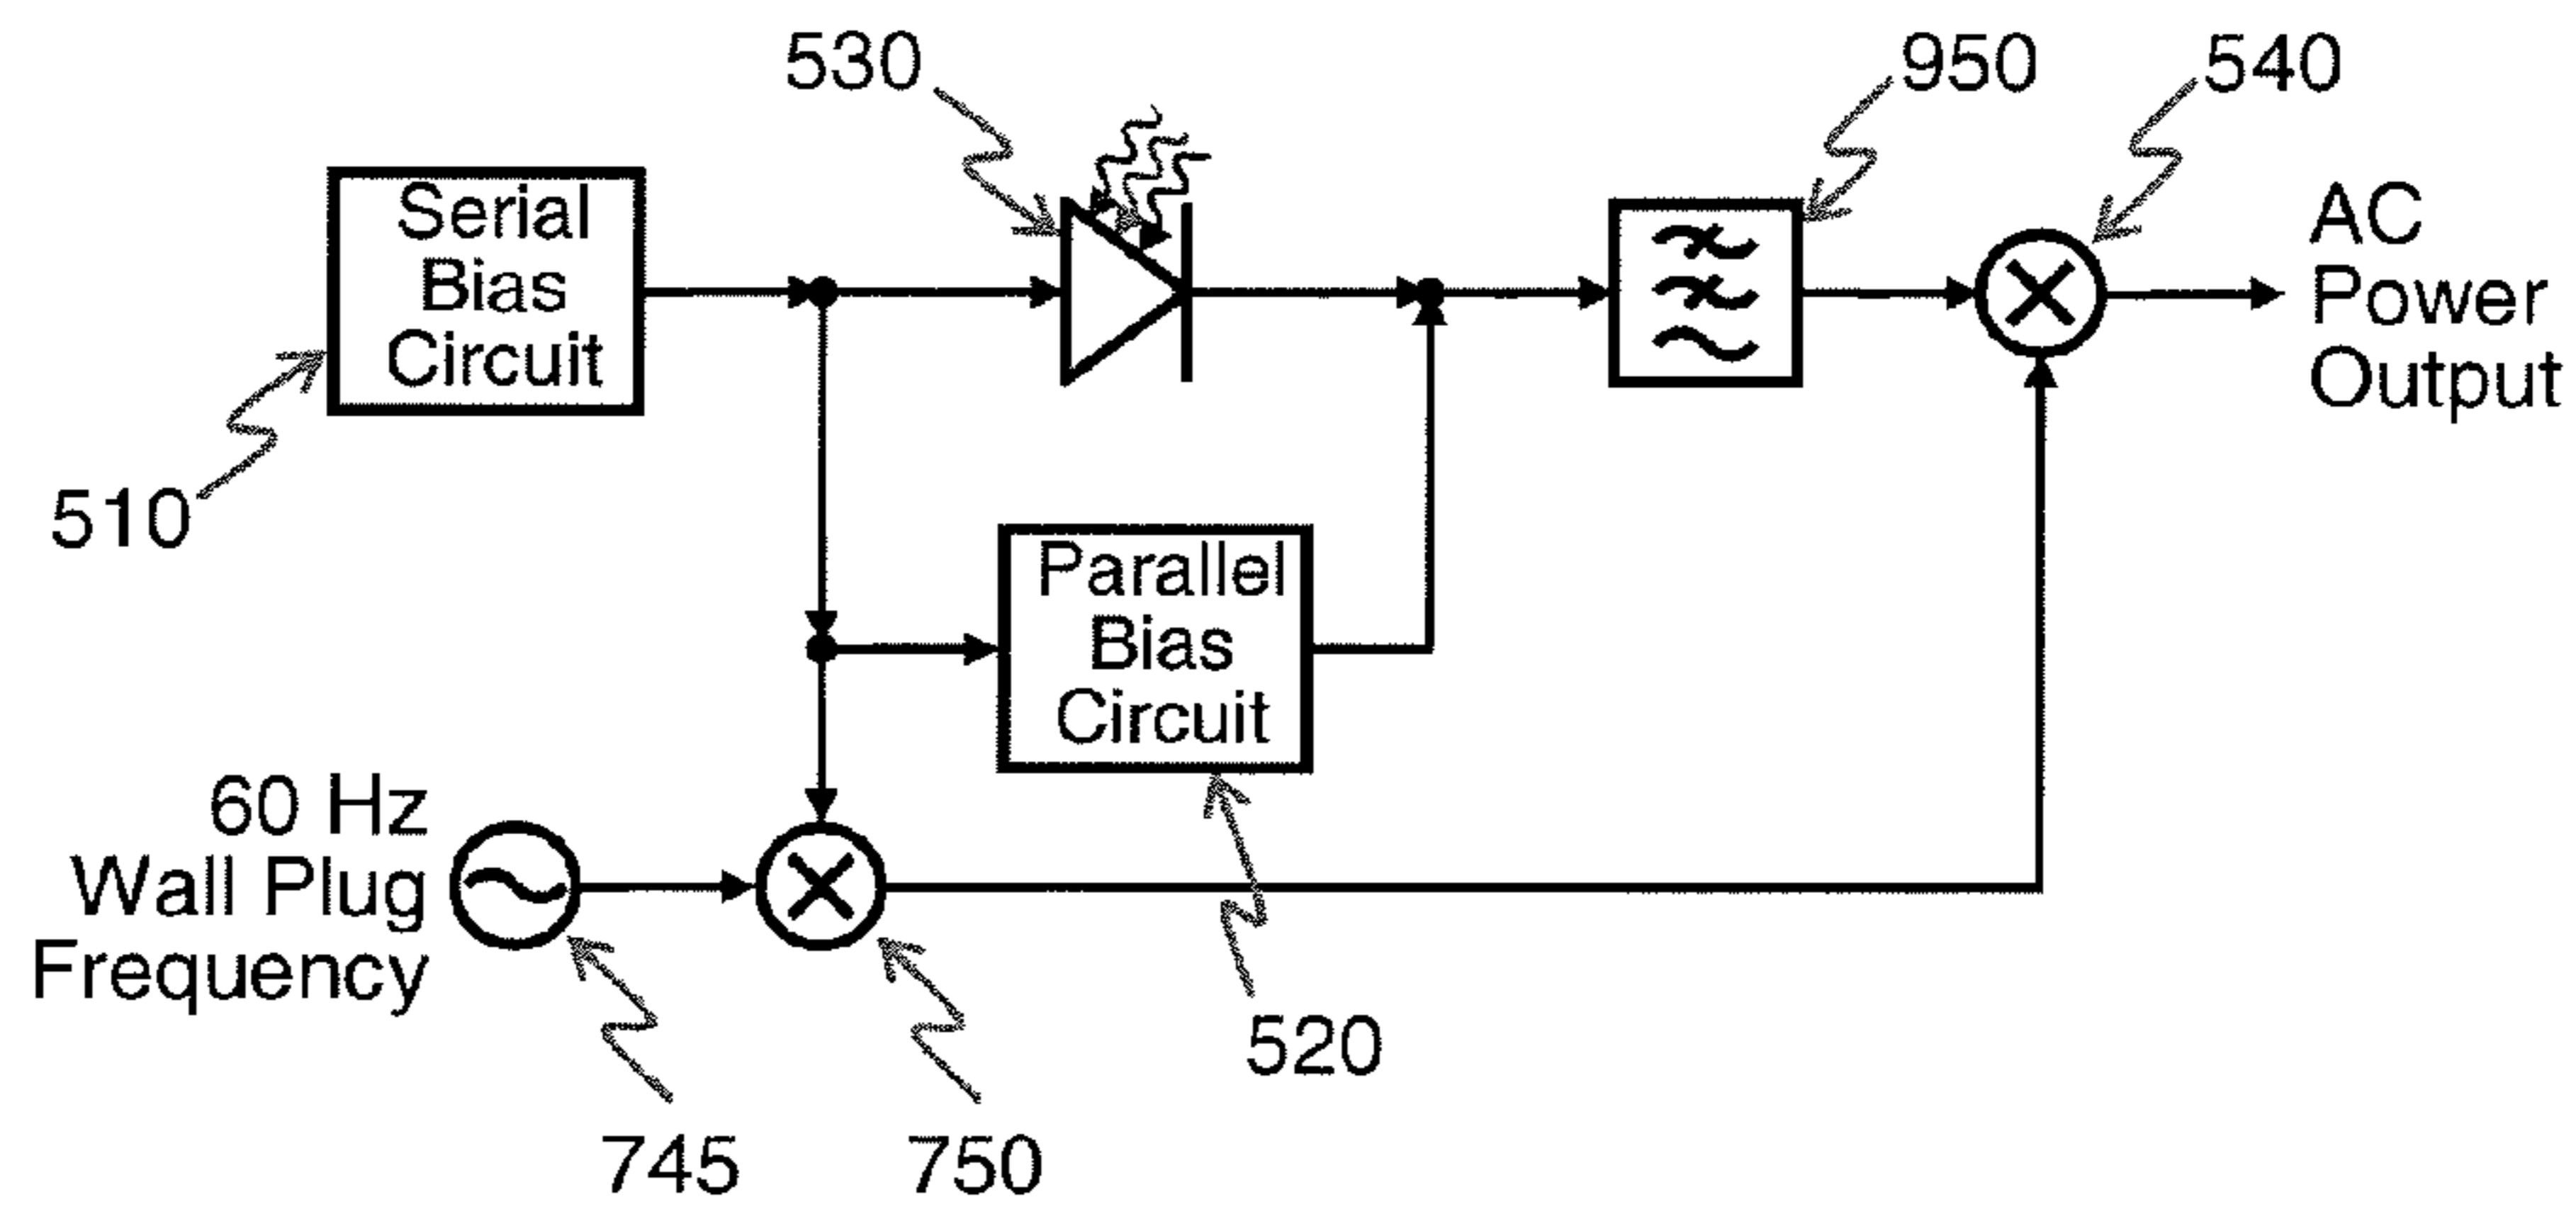 530
950
540
Serial
Bias
Circuit
AC
Power
Output
510
Parallel
Bias
Circuit
60 Hz
Wall Plug
Frequency
520
745
750